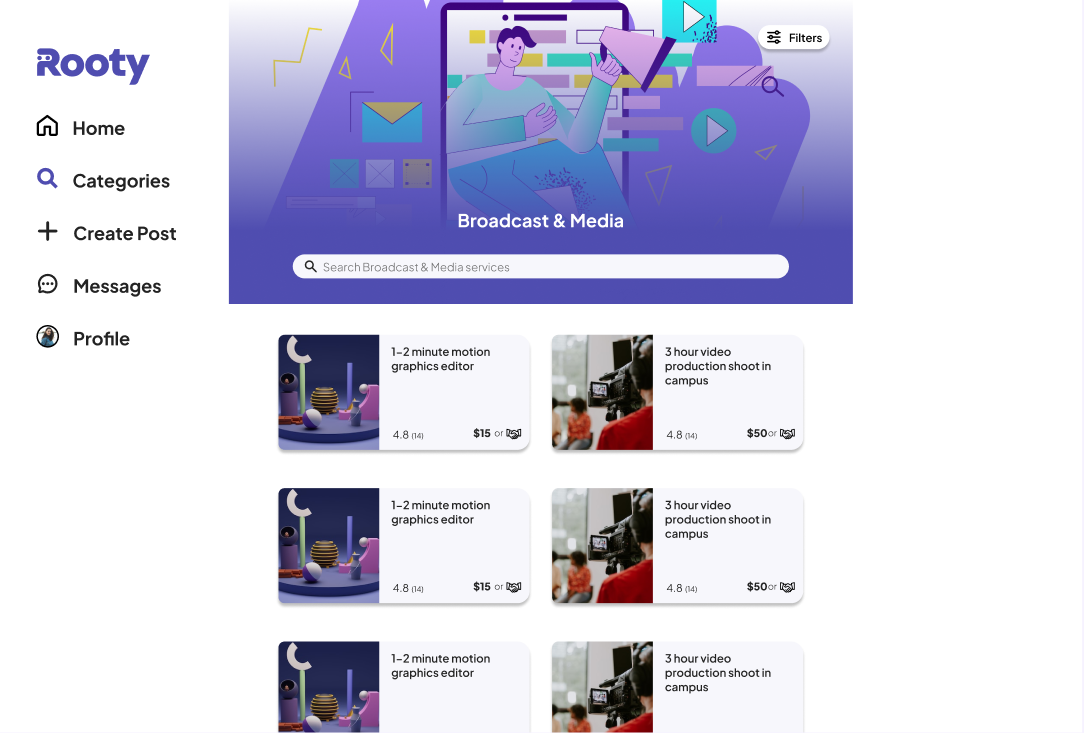 Rooty
Home
Categories
Create Post
Messages
Profile
Filters
Broadcast & Media
Search Broadcast & Media services
1-2 minute motion
graphics editor
4.8 (14)
$15 or
3 hour video
production shoot in
campus
4.8 (14)
$50 or
1-2 minute motion
graphics editor
4.8 (14)
$15 or
3 hour video
production shoot in
campus
4.8 (14)
$50 or
1-2 minute motion
graphics editor
3 hour video
production shoot in
campus